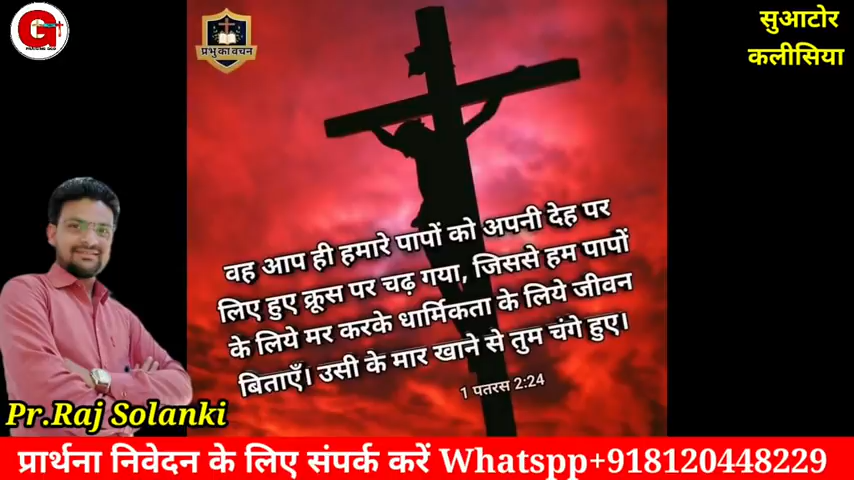 सुआटोर
कलीसिया
प्रभु का वचन
वह आप ही हमारे पापों को अपनी देह पर
लिए हुए क्रूस पर चढ़ गया, जिससे हम पापों
के लिये मर करके धार्मिकता के लिये जीवन
बिताएँ। उसी के मार खाने से तुम चंगे हुए।
1 पतरस 2:24
Pr.Raj Solanki
प्रार्थना निवेदन के लिए संपर्क करें Whatspp+918120448229